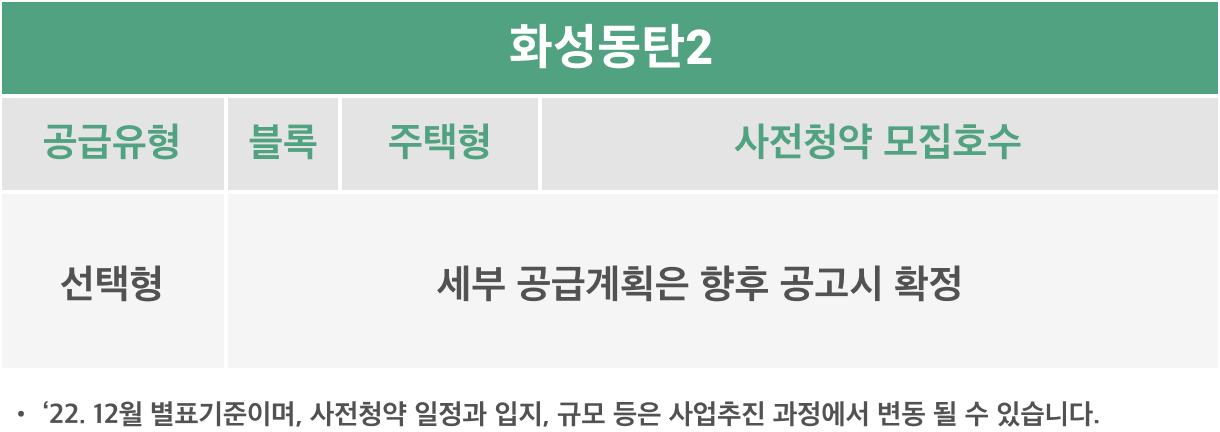 화성동탄2
공급유형 블록 주택형 사전청약 모집호수
선택형 세부 공급계획은 향후 공고시 확정
• ‘22. 12월 별표기준이며, 사전청약 일정과 입지, 규모 등은 사업추진 과정에서 변동 될 수 있습니다.